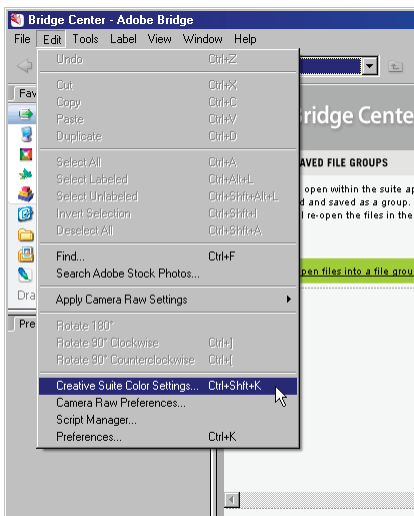 Bridge Center - Adobe Bridge
File Edit Tools Label View Window Help
Undo Ctrl+Z
Cut Ctrl+X
Copy Ctrl+C
Paste Ctrl+V
Duplicate Ctrl+D
Select All Ctrl+A
Select Labeled Ctrl+Alt+L
Select Unlabeled Ctrl+Shft+Alt+L
Invert Selection Ctrl+Shft+I
Deselect All Ctrl+Shft+A
Find... Ctrl+F
Search Adobe Stock Photos...
Apply Camera Raw Settings
Rotate 180°
Rotate 90° Clockwise Ctrl+]
Rotate 90° Counterclockwise Ctrl+[
Creative Suite Color Settings... Ctrl+Shft+K
Camera Raw Preferences...
Script Manager...
Preferences... Ctrl+K
Fav
Dra
Pre
ridge Cente
AVED FILE GROUPS
open within the suite ap
d and saved as a group.
l re-open the files in the
pen files into a file grou